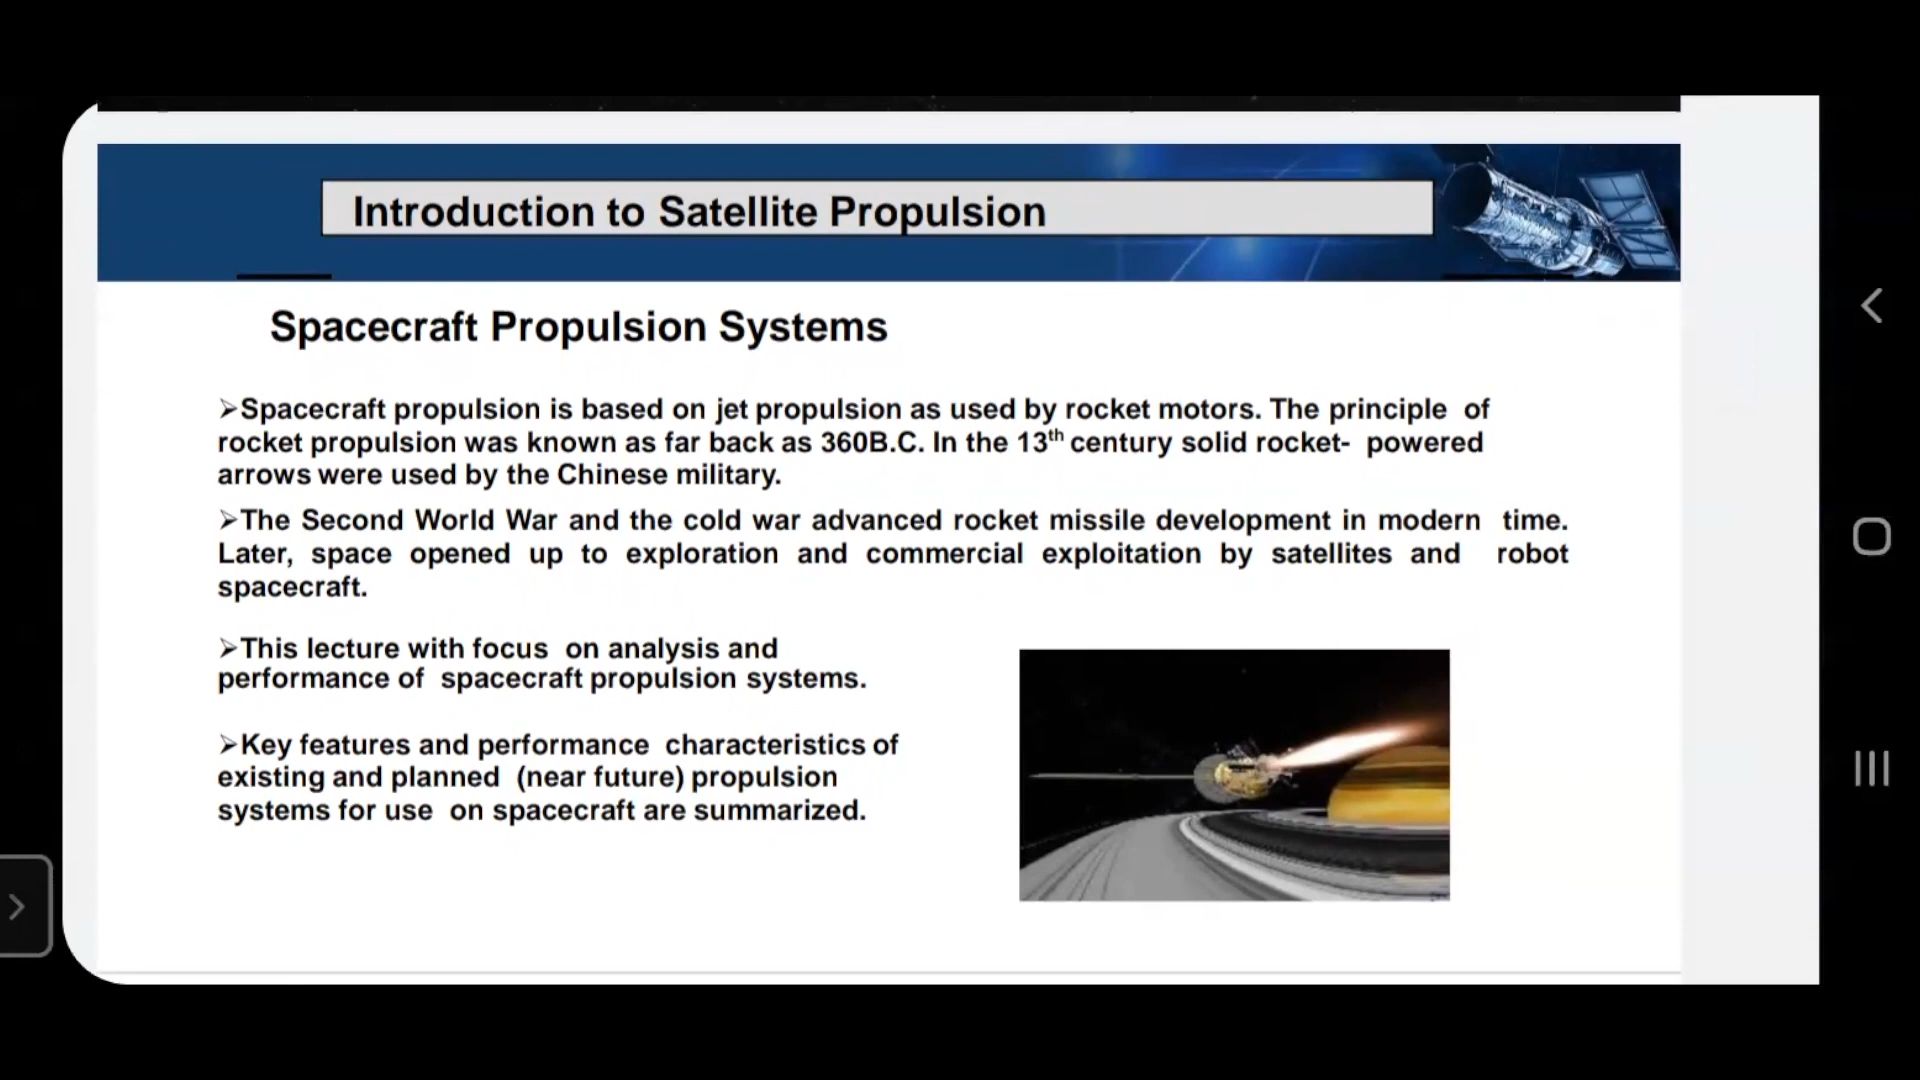 Introduction to Satellite Propulsion
Spacecraft Propulsion Systems
➢Spacecraft propulsion is based on jet propulsion as used by rocket motors. The principle of
rocket propulsion was known as far back as 360B.C. In the 13th century solid rocket- powered
arrows were used by the Chinese military.
➢The Second World War and the cold war advanced rocket missile development in modern time.
Later, space opened up to exploration and commercial exploitation by satellites and robot
spacecraft.
➢This lecture with focus on analysis and
performance of spacecraft propulsion systems.
➢Key features and performance characteristics of
existing and planned (near future) propulsion
systems for use on spacecraft are summarized.